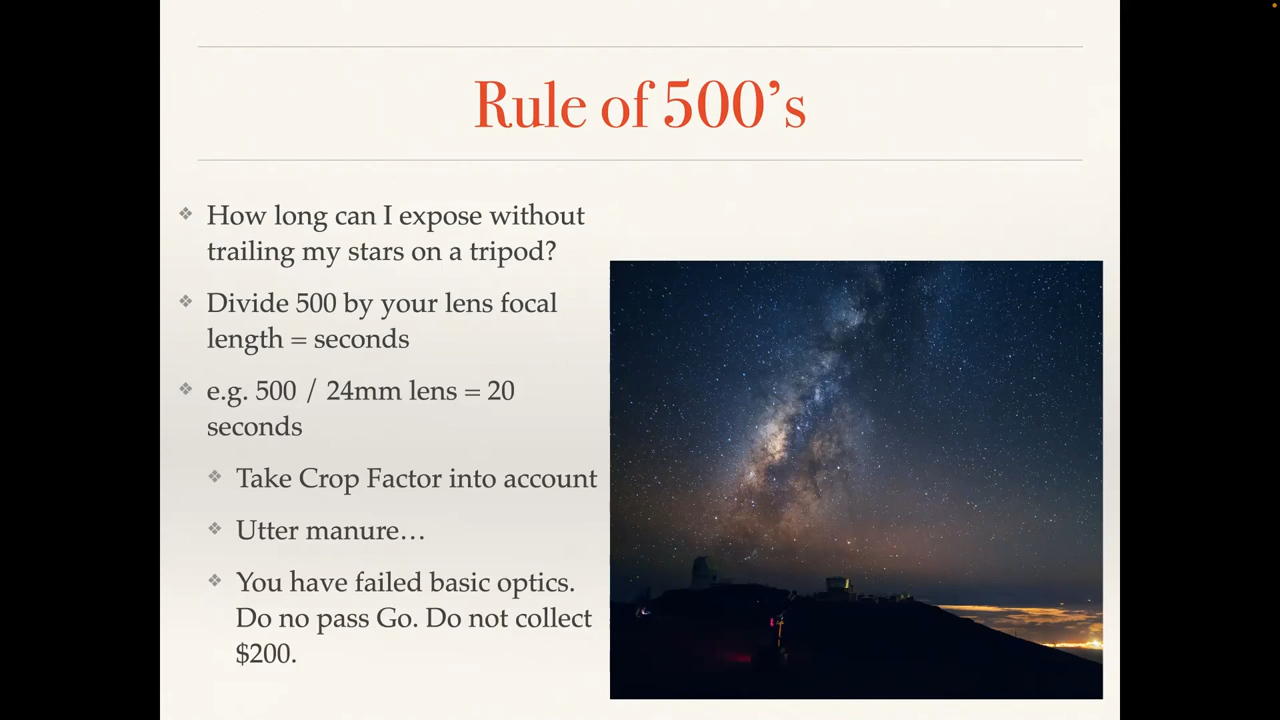 Rule of 500’s
How long can I expose without
trailing my stars on a tripod?
Divide 500 by your lens focal
length = seconds
e.g. 500 / 24mm lens = 20
seconds
Take Crop Factor into account
Utter manure…
You have failed basic optics.
Do no pass Go. Do not collect
$200.